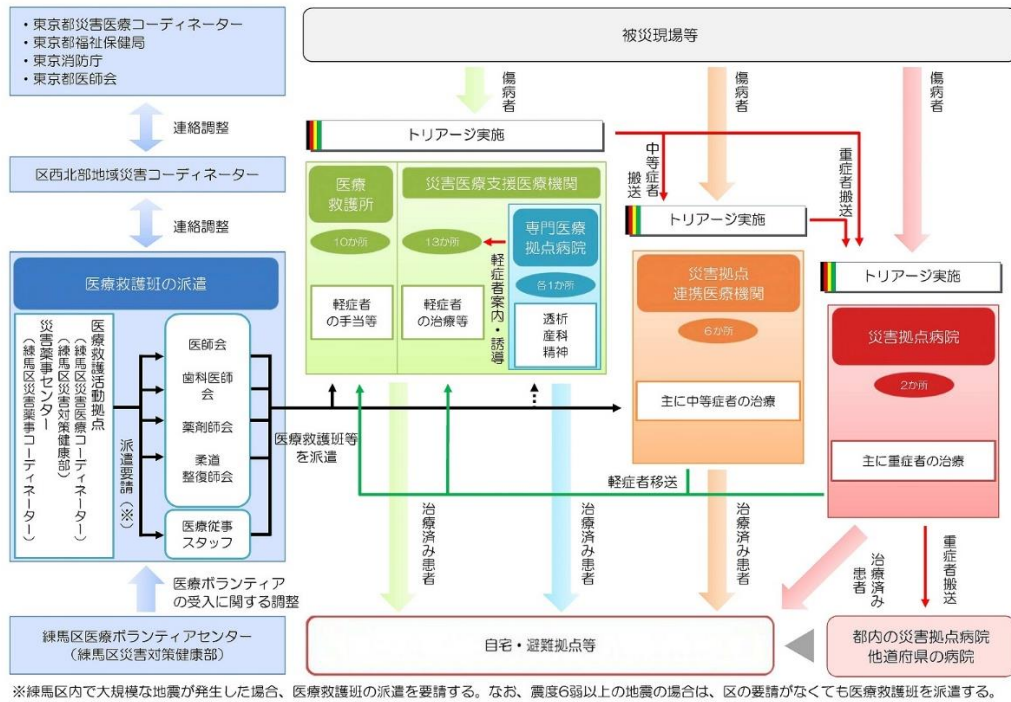 ・東京都災害医療コーディネーター
・東京都福祉保健局
・東京消防庁
・東京都医師会
連絡調整
区西北部地域災害コーディネーター
連絡調整
医療救護班の派遣
医療救護活動拠点
（練馬区災害医療コーディネーター）
（練馬区災害対策健康部）
災害薬事センター
（練馬区災害薬事コーディネーター）
派遣要請（※）
医師会
歯科医師
会
薬剤師会
柔道
整復師会
医療従事
スタッフ
医療救護班等
を派遣
医療ボランティア
の受入に関する調整
練馬区医療ボランティアセンター
（練馬区災害対策健康部）
被災現場等
傷病者
傷病者
傷病者
トリアージ実施
中等症者
搬送
重症者搬送
トリアージ実施
トリアージ実施
医療
救護所
10か所
軽症者
の手当等
災害医療支援医療機関
13か所
軽症者
の治療等
軽症者案内・誘導
専門医療
拠点病院
各1か所
透析
産科
精神
災害拠点
連携医療機関
6か所
主に中等症者の治療
災害拠点病院
2か所
主に重症者の治療
軽症者移送
治療済み患者
治療済み患者
治療済み患者
治療済み
患者
重症者搬送
自宅・避難拠点等
都内の災害拠点病院
他道府県の病院
※練馬区内で大規模な地震が発生した場合、医療救護班の派遣を要請する。なお、震度6弱以上の地震の場合は、区の要請がなくても医療救護班を派遣する。